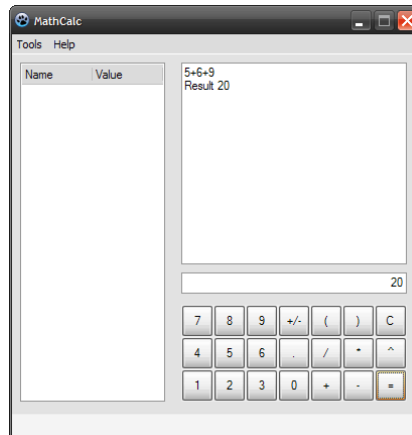 MathCalc
Tools Help
Name Value
5+6+9
Result 20
20
7 8 9 +/- ( ) C
4 5 6 . / * ^
1 2 3 0 + - =